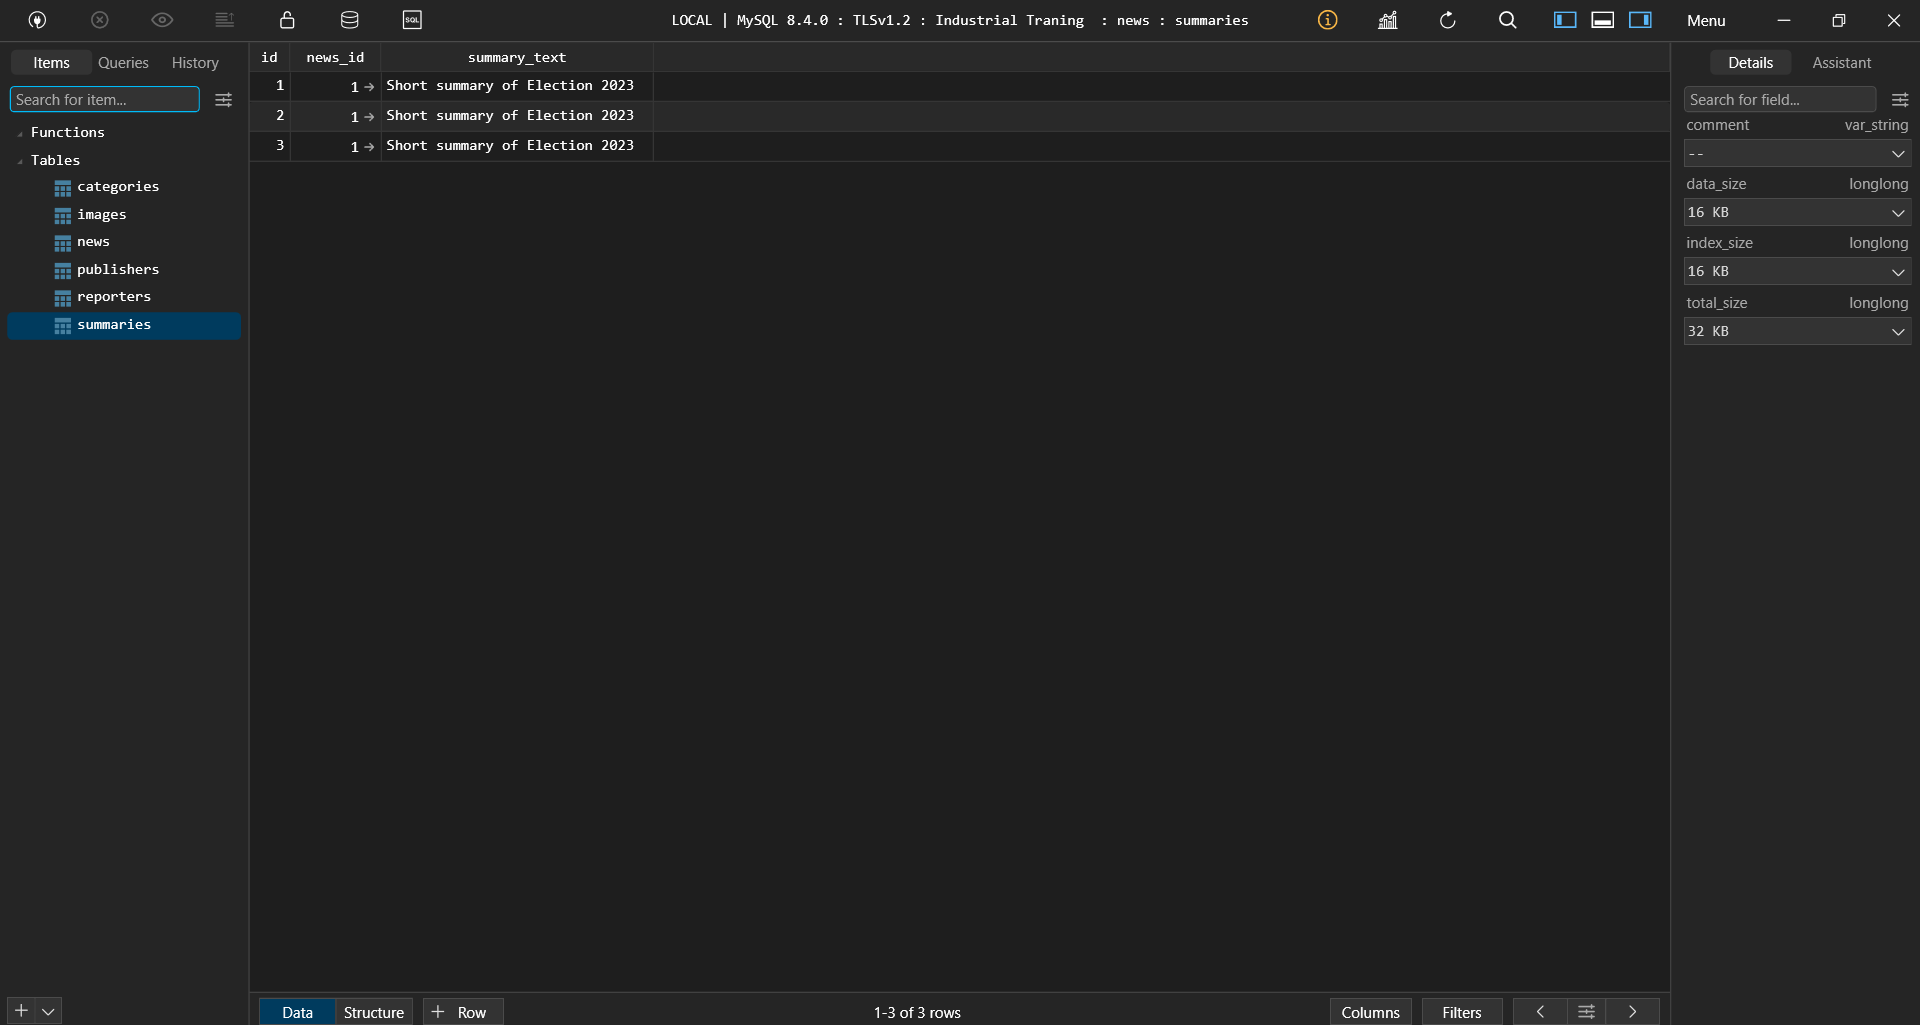 SQL
LOCAL | MySQL 8.4.0 : TLSv1.2 : Industrial Traning : news : summaries
Menu
Items Queries History
Search for item...
Functions
Tables
categories
images
news
publishers
reporters
summaries
id news_id summary_text
1 1 → Short summary of Election 2023
2 1 → Short summary of Election 2023
3 1 → Short summary of Election 2023
Details Assistant
Search for field...
comment var_string
--
data_size longlong
16 KB
index_size longlong
16 KB
total_size longlong
32 KB
Data Structure + Row 1-3 of 3 rows Columns Filters